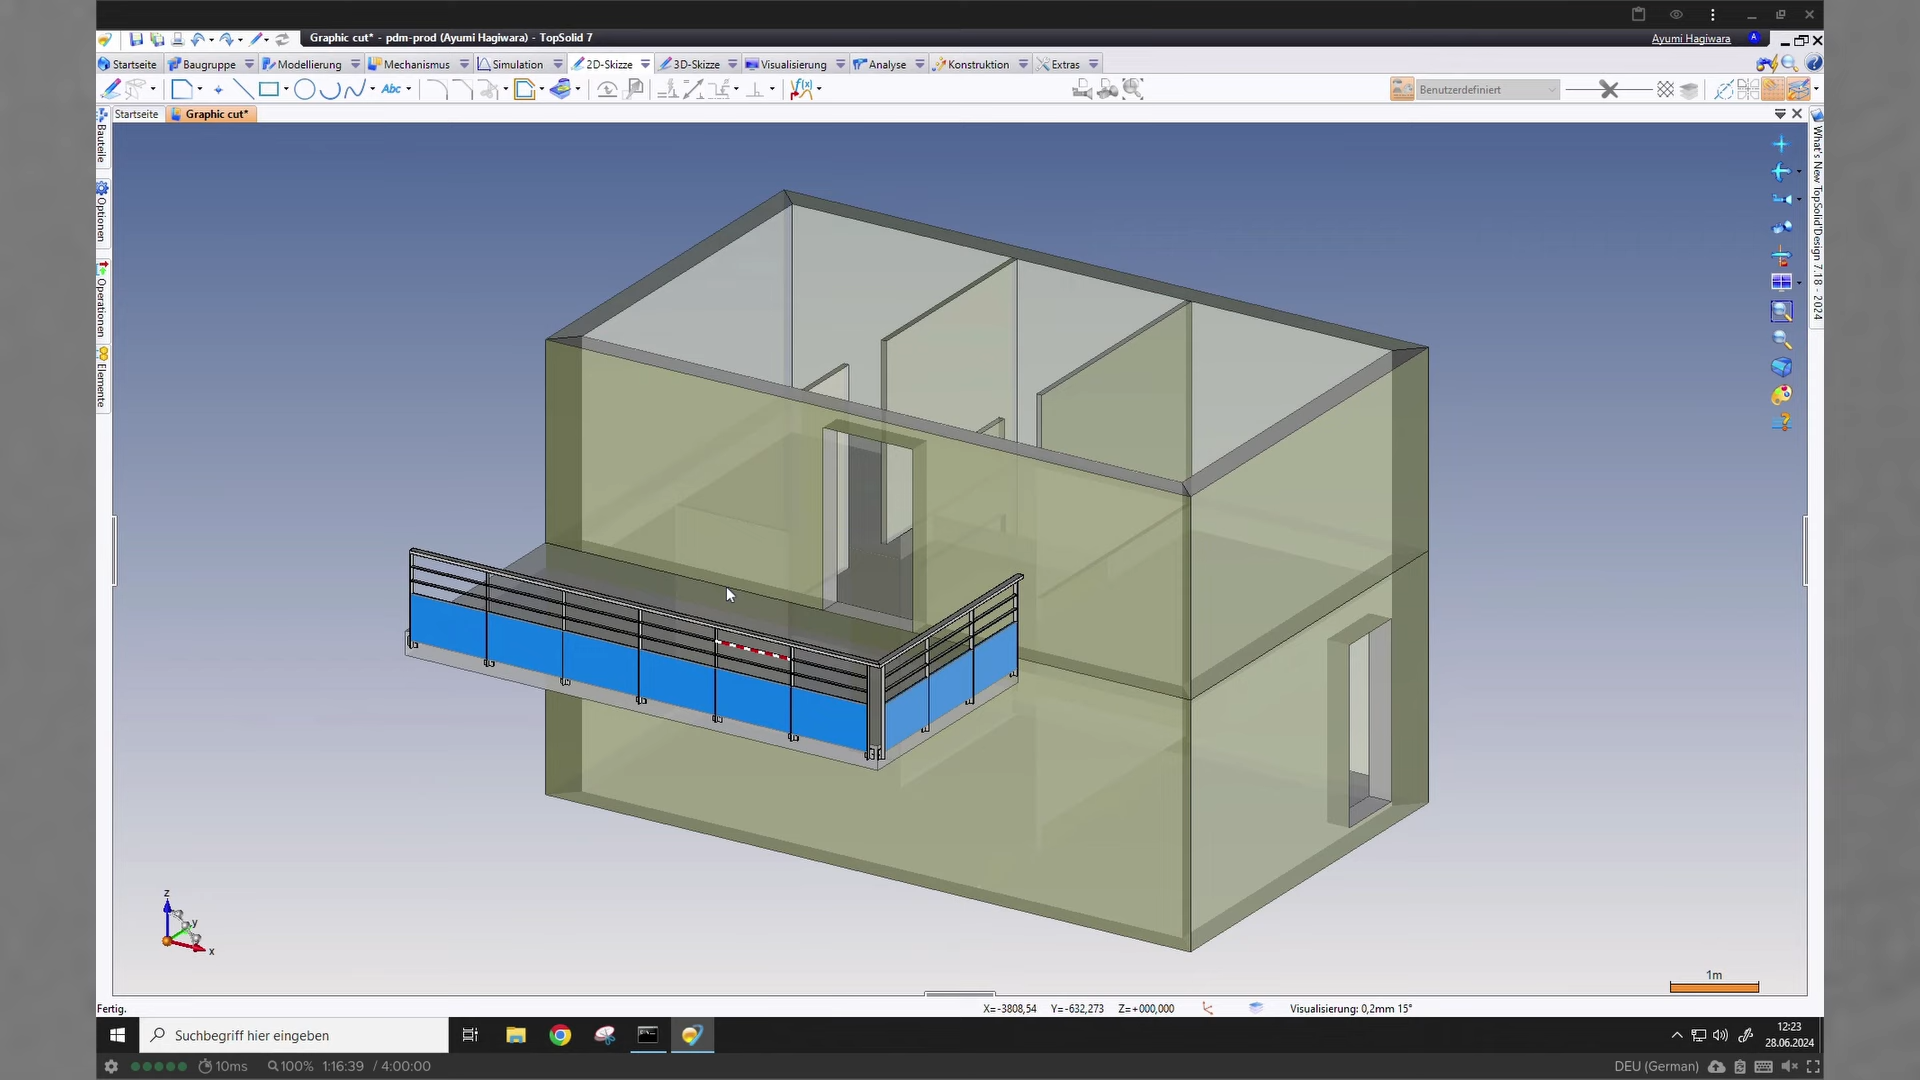 Graphic cut* - pdm-prod (Ayumi Hagiwara) - TopSolid 7
Ayumi Hagiwara
A
Startseite
Baugruppe
Modellierung
Mechanismus
Simulation
2D-Skizze
3D-Skizze
Visualisierung
Analyse
Konstruktion
Extras
Abc
Benutzerdefiniert
Startseite
Graphic cut*
Bauteile
Optionen
Operationen
Elemente
What's New TopSolid'Design 7.18 - 2024
z
y
x
1m
Fertig.
X=-3808,54
Y=-632,273
Z=+000,000
Visualisierung: 0,2mm 15°
Suchbegriff hier eingeben
12:23
28.06.2024
10ms
100%
1:16:39 / 4:00:00
DEU (German)